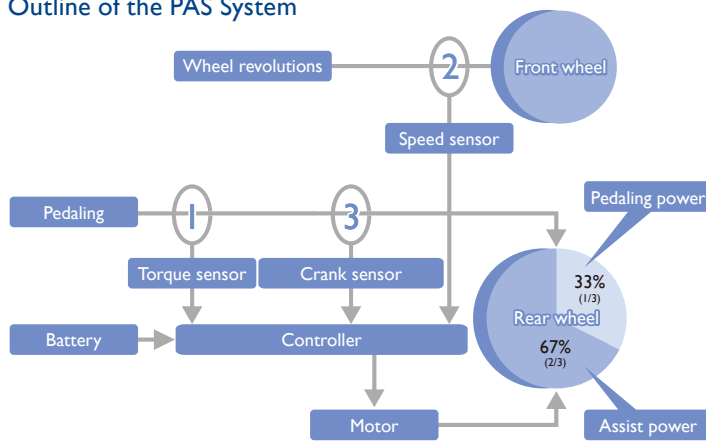 Outline of the PAS System
Wheel revolutions
2
Front wheel
Speed sensor
Pedaling
1
3
Pedaling power
Torque sensor
Crank sensor
33%
(1/3)
Rear wheel
67%
(2/3)
Battery
Controller
Motor
Assist power